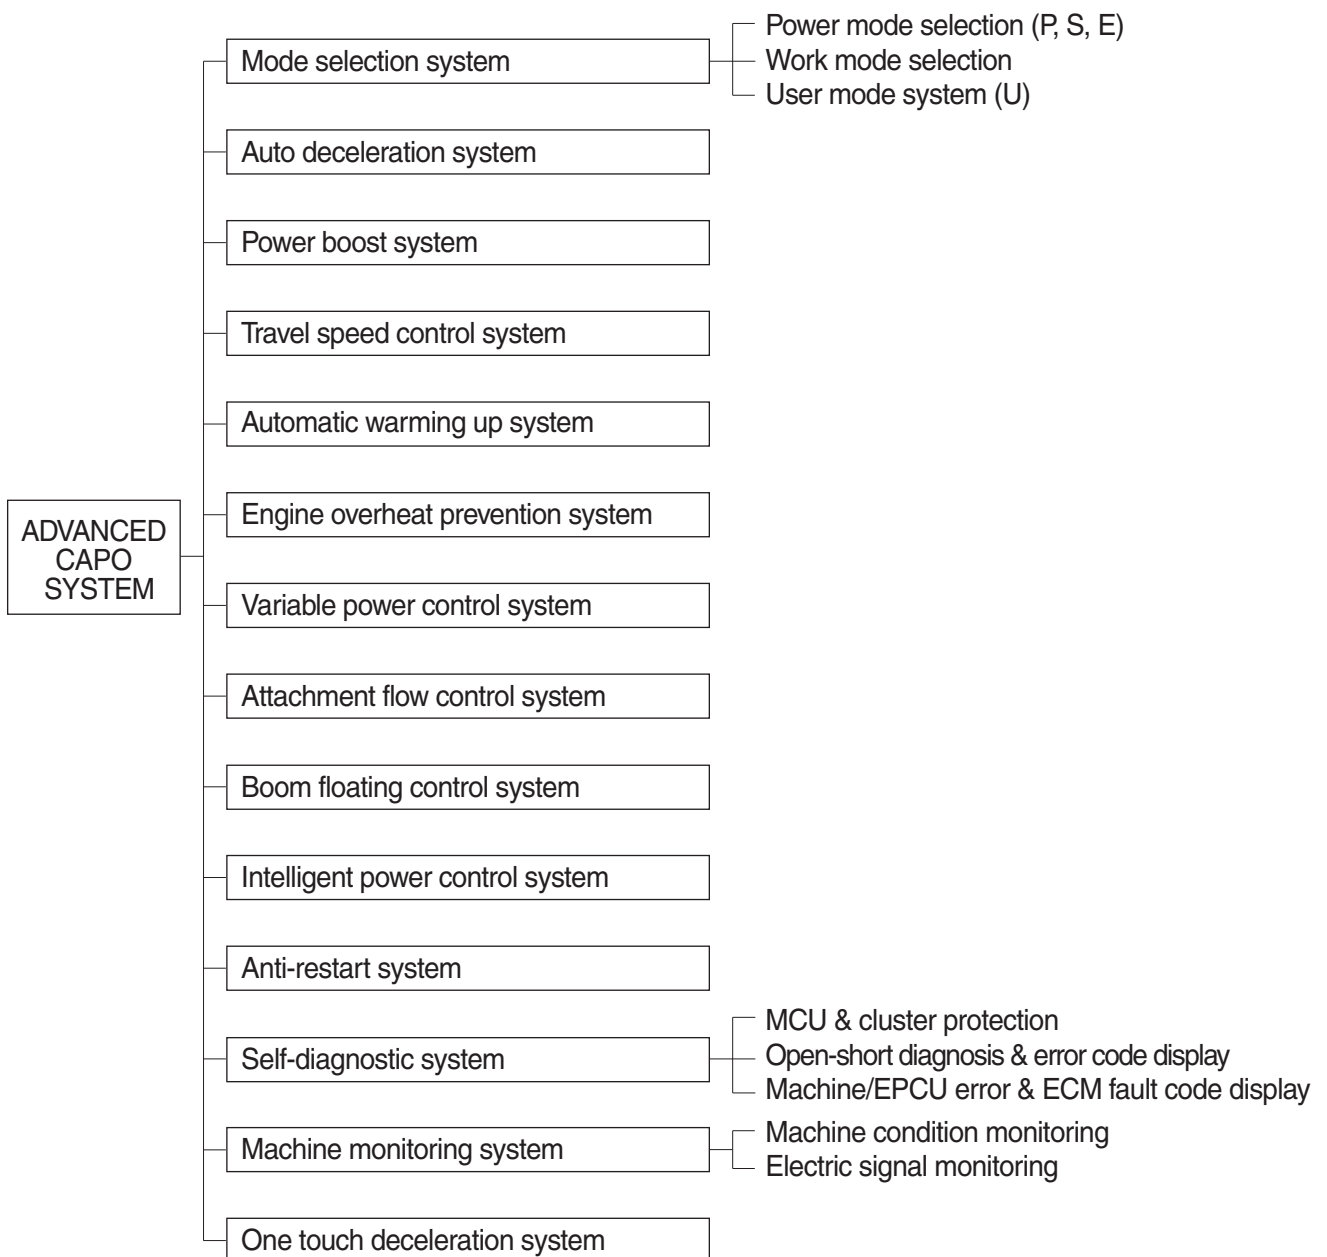 Power mode selection (P, S, E)
Mode selection system
Work mode selection
User mode system (U)
Auto deceleration system
Power boost system
Travel speed control system
Automatic warming up system
Engine overheat prevention system
ADVANCED
CAPO
SYSTEM
Variable power control system
Attachment flow control system
Boom floating control system
Intelligent power control system
Anti-restart system
MCU & cluster protection
Self-diagnostic system
Open-short diagnosis & error code display
Machine/EPCU error & ECM fault code display
Machine condition monitoring
Machine monitoring system
Electric signal monitoring
One touch deceleration system